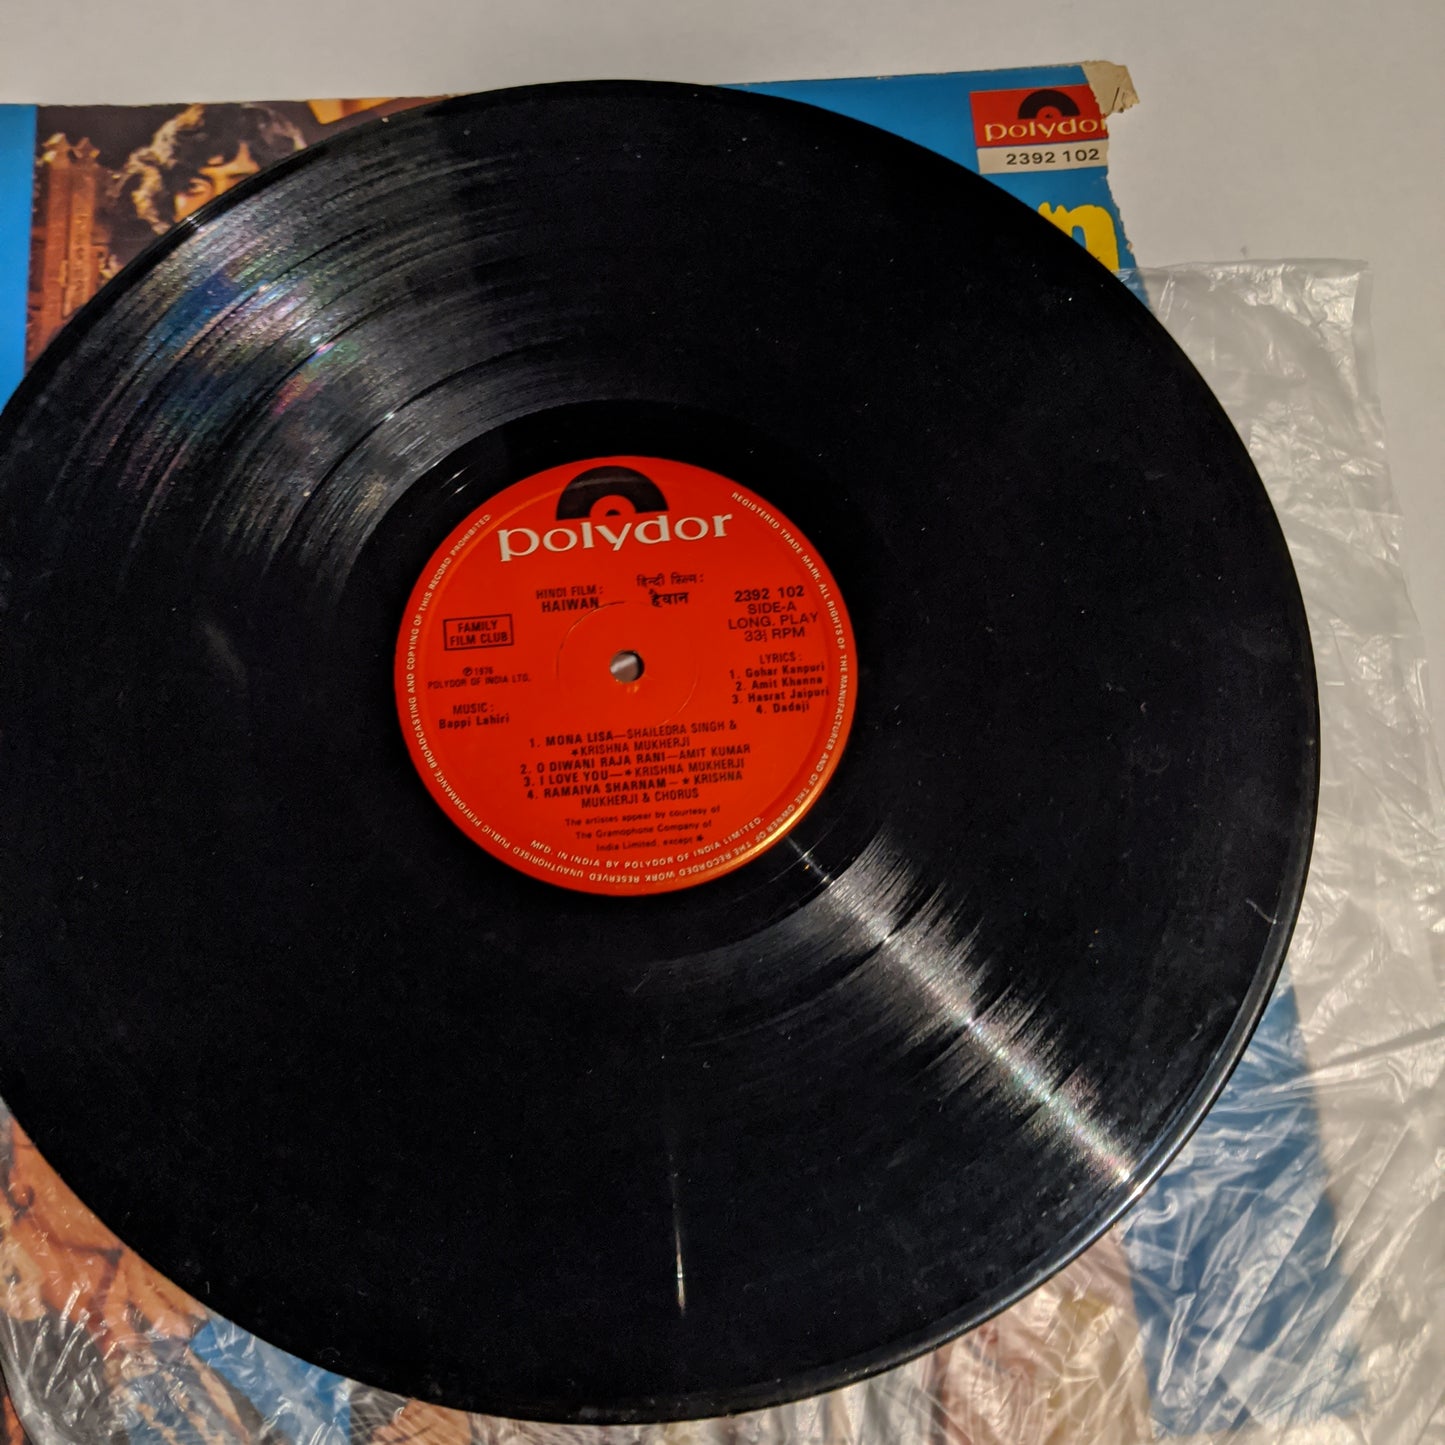 polydor
2392 102
polydor
HINDI FILM :
HAIWAN
हिन्दी फिल्म :
हैवान
2392 102
SIDE-A
LONG. PLAY
33⅓ RPM
FAMILY
FILM CLUB
℗1976
POLYDOR OF INDIA LTD.
LYRICS :
1. Gohar Kanpuri
2. Amit Khanna
3. Hasrat Jaipuri
4. Dadaji
MUSIC :
Bappi Lahiri
1. MONA LISA—SHAILEDRA SINGH &
*KRISHNA MUKHERJI
2. O DIWANI RAJA RANI—AMIT KUMAR
3. I LOVE YOU—*KRISHNA MUKHERJI
4. RAMAIVA SHARNAM—*KRISHNA
MUKHERJI & CHORUS
The artistes appear by courtesy of
The Gramophone Company of
India Limited, except *
REGISTERED TRADE MARK. ALL RIGHTS OF THE MANUFACTURER AND OF THE OWNER OF THE RECORDED WORK RESERVED UNAUTHORISED PUBLIC PERFORMANCE BROADCASTING AND COPYING OF THIS RECORD PROHIBITED.
MFD. IN INDIA BY POLYDOR OF INDIA LIMITED.